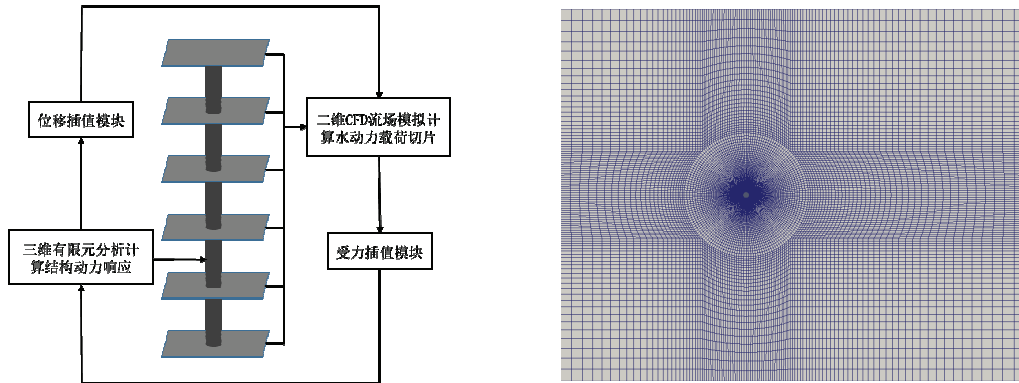 位移插值模块
二维CFD流场模拟计
算水动力载荷切片
三维有限元分析计
算结构动力响应
受力插值模块